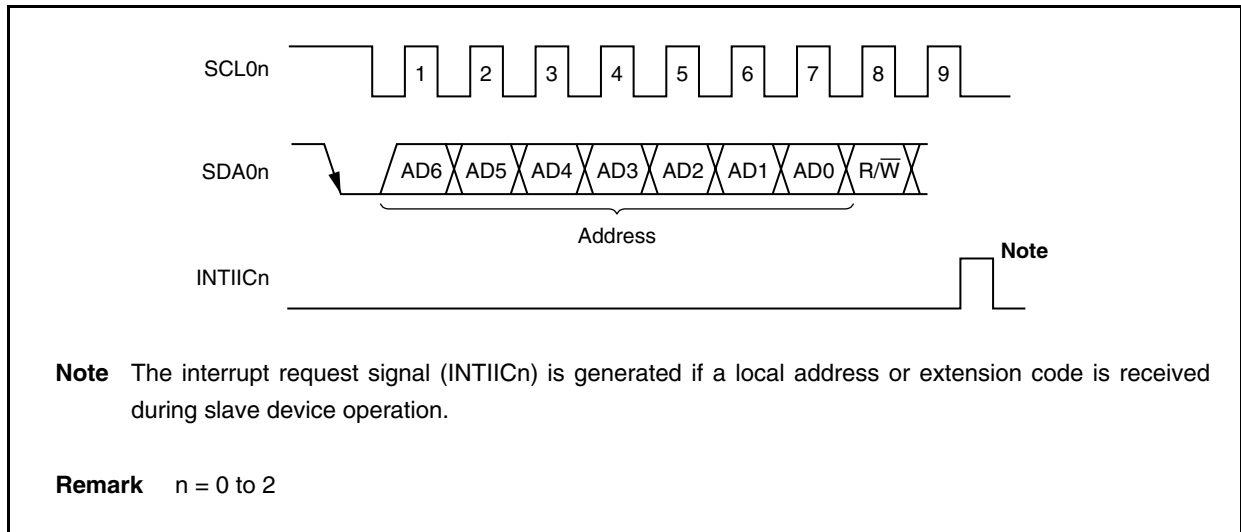 SCL0n 1 2 3 4 5 6 7 8 9
SDA0n AD6 AD5 AD4 AD3 AD2 AD1 AD0 R/W̅
Address
INTIICn Note
Note The interrupt request signal (INTIICn) is generated if a local address or extension code is received
during slave device operation.
Remark n = 0 to 2